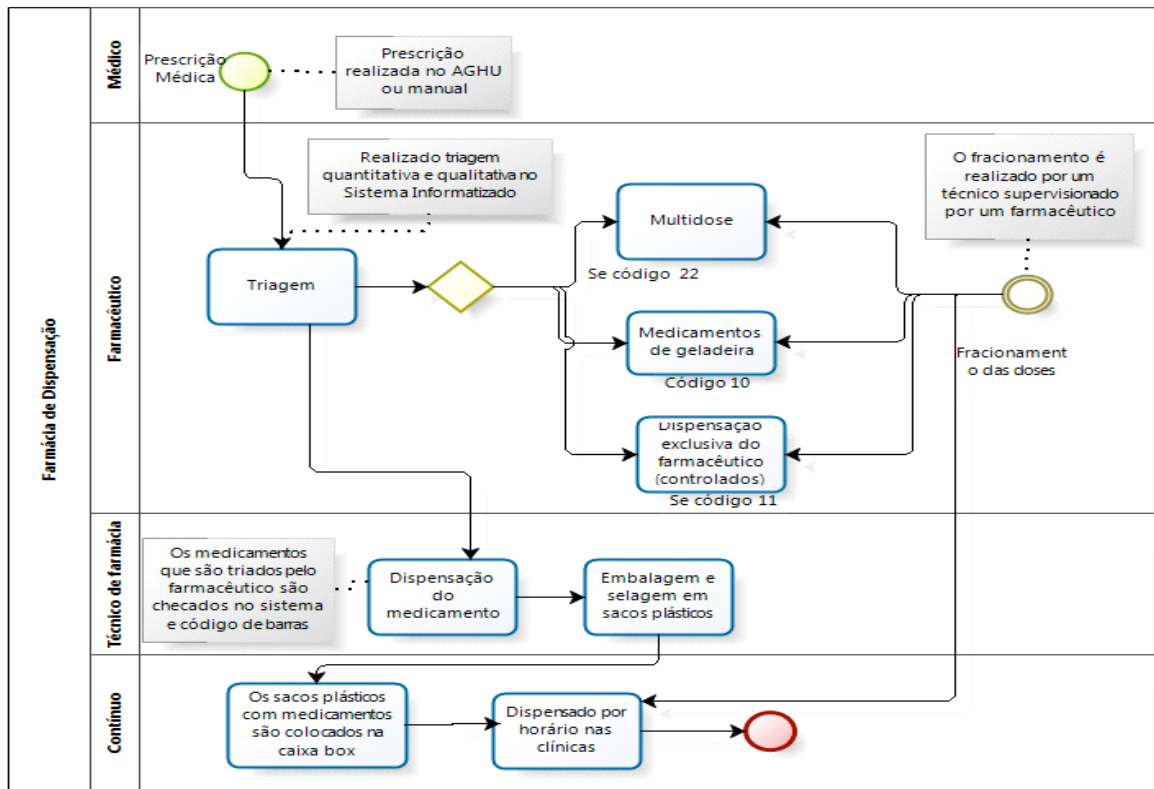 Farmácia de Dispensação
Médico
Prescrição
Médica
Prescrição
realizada no AGHU
ou manual
Farmacêutico
Realizado triagem
quantitativa e qualitativa no
Sistema Informatizado
O fracionamento é
realizado por um
técnico supervisionado
por um farmacêutico
Triagem
Multidose
Se código 22
Medicamentos
de geladeira
Código 10
Dispensação
exclusiva do
farmacêutico
(controlados)
Se código 11
Fracionament
o das doses
Técnico de farmácia
Os medicamentos
que são triados pelo
farmacêutico são
checados no sistema
e código de barras
Dispensação
do
medicamento
Embalagem e
selagem em
sacos plásticos
Contínuo
Os sacos plásticos
com medicamentos
são colocados na
caixa box
Dispensado por
horário nas
clínicas